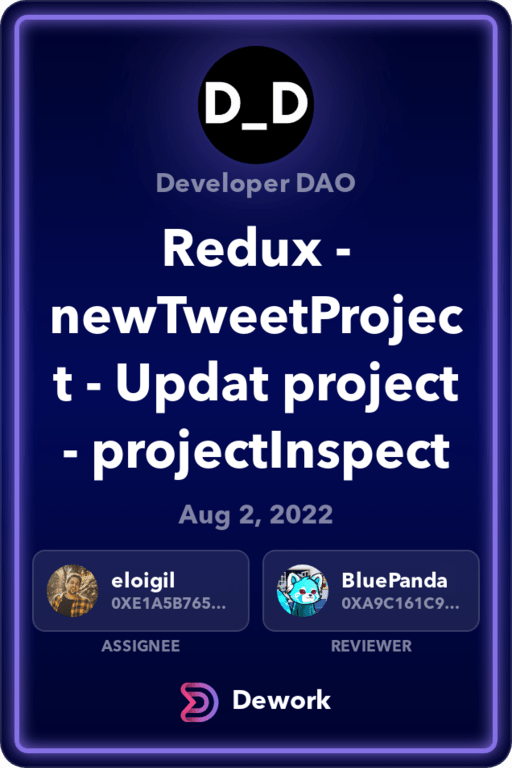 D_D
Developer DAO
Redux -
newTweetProjec
t - Updat project
- projectInspect
Aug 2, 2022
eloigil
0XE1A5B765...
ASSIGNEE
BluePanda
0XA9C161C9...
REVIEWER
Dework